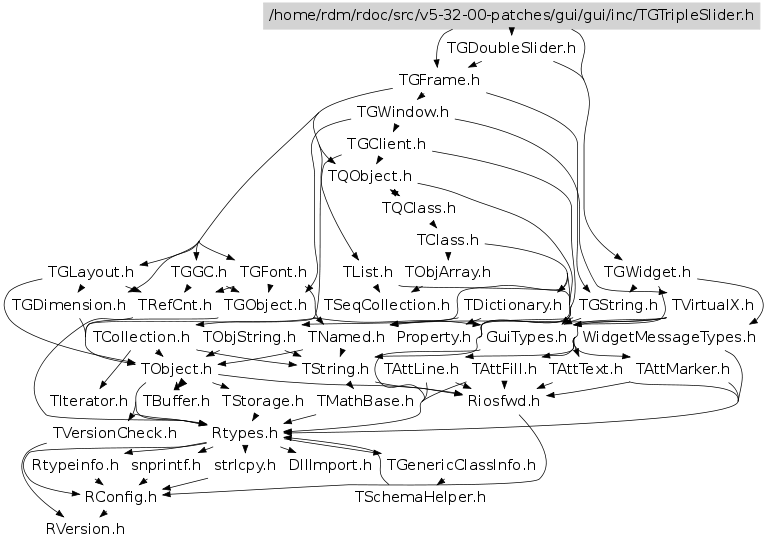 /home/rdm/rdoc/src/v5-32-00-patches/gui/gui/inc/TGTripleSlider.h
TGDoubleSlider.h
TGFrame.h
TGWindow.h
TGClient.h
TQObject.h
TQClass.h
TClass.h
TGLayout.h TGGC.h TGFont.h TList.h TObjArray.h TGWidget.h
TGDimension.h TRefCnt.h TGObject.h TSeqCollection.h TDictionary.h TGString.h TVirtualX.h
TCollection.h TObjString.h TNamed.h Property.h GuiTypes.h WidgetMessageTypes.h
TObject.h TString.h TAttLine.h TAttFill.h TAttText.h TAttMarker.h
TIterator.h TBuffer.h TStorage.h TMathBase.h Riosfwd.h
TVersionCheck.h Rtypes.h
Rtypeinfo.h snprintf.h strlcpy.h DllImport.h TGenericClassInfo.h
RConfig.h TSchemaHelper.h
RVersion.h